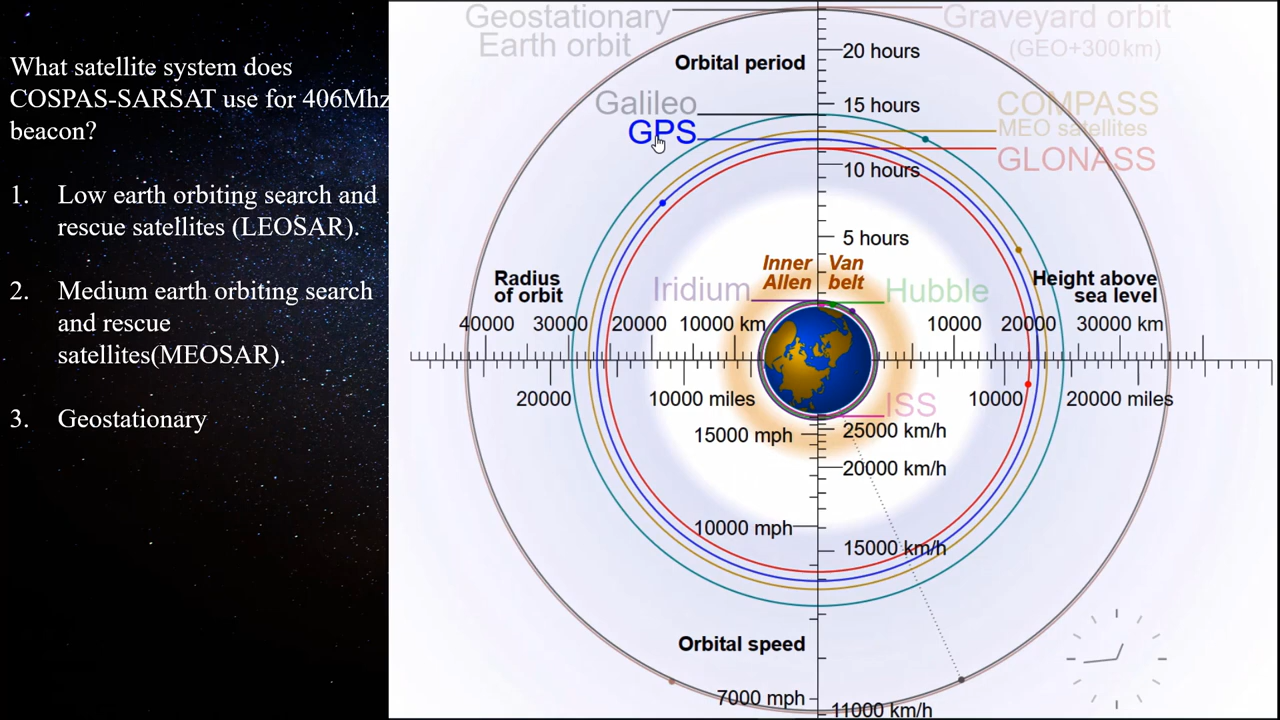 What satellite system does
COSPAS-SARSAT use for 406Mhz
beacon?
1. Low earth orbiting search and
rescue satellites (LEOSAR).
2. Medium earth orbiting search
and rescue
satellites(MEOSAR).
3. Geostationary
Geostationary
Earth orbit
Graveyard orbit
(GEO+300km)
Orbital period
20 hours
Galileo
15 hours
COMPASS
MEO satellites
GPS
GLONASS
10 hours
5 hours
Inner Van
Allen belt
Radius
of orbit
Iridium
Hubble
Height above
sea level
40000 30000 20000 10000 km
10000 20000 30000 km
20000 10000 miles
10000 20000 miles
ISS
15000 mph
25000 km/h
20000 km/h
10000 mph
15000 km/h
Orbital speed
7000 mph
11000 km/h